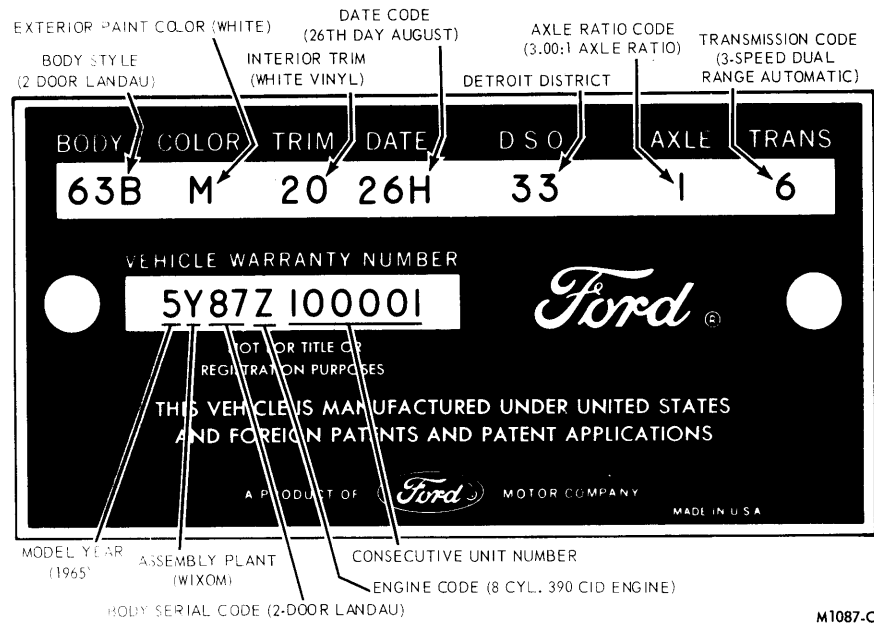 EXTERIOR PAINT COLOR (WHITE)
DATE CODE
(26TH DAY AUGUST)
AXLE RATIO CODE
(3.00:1 AXLE RATIO)
BODY STYLE
(2 DOOR LANDAU)
INTERIOR TRIM
(WHITE VINYL)
DETROIT DISTRICT
TRANSMISSION CODE
(3-SPEED DUAL
RANGE AUTOMATIC)
BODY COLOR TRIM DATE DSO AXLE TRANS
63B M 20 26H 33 1 6
VEHICLE WARRANTY NUMBER
5Y87Z100001
Ford ®
NOT FOR TITLE OR
REGISTRATION PURPOSES
THIS VEHICLE IS MANUFACTURED UNDER UNITED STATES
AND FOREIGN PATENTS AND PATENT APPLICATIONS
A PRODUCT OF Ford MOTOR COMPANY
MADE IN U S A
MODEL YEAR
(1965)
ASSEMBLY PLANT
(WIXOM)
CONSECUTIVE UNIT NUMBER
ENGINE CODE (8 CYL. 390 CID ENGINE)
BODY SERIAL CODE (2-DOOR LANDAU)
M1087-C